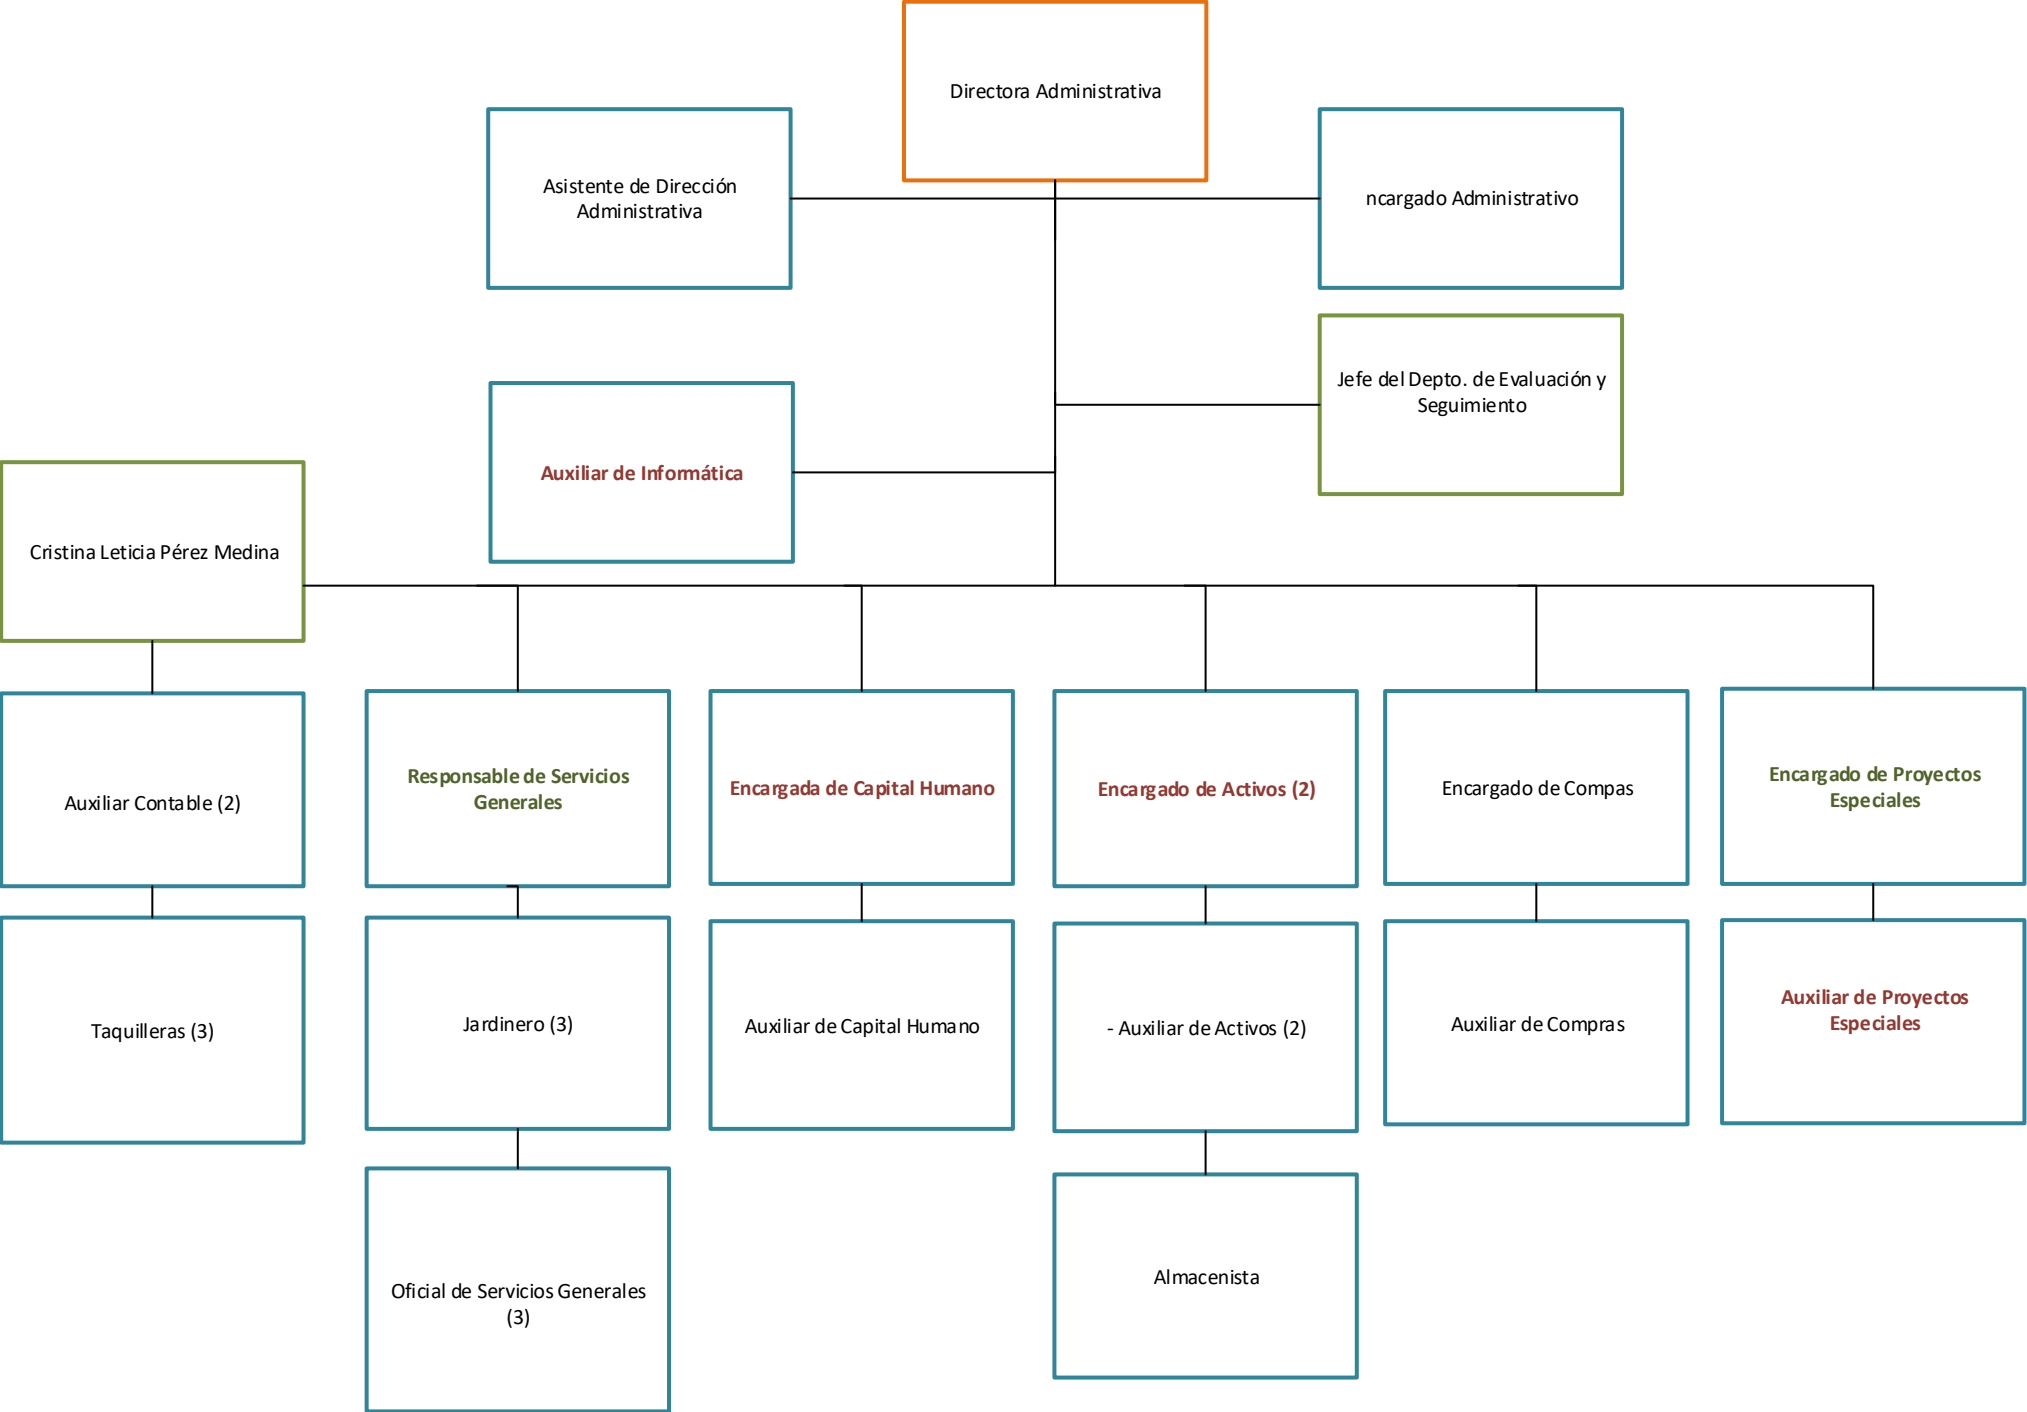 Directora Administrativa
Asistente de Dirección
Administrativa
ncargado Administrativo
Jefe del Depto. de Evaluación y
Seguimiento
Auxiliar de Informática
Cristina Leticia Pérez Medina
Auxiliar Contable (2)
Responsable de Servicios
Generales
Encargada de Capital Humano
Encargado de Activos (2)
Encargado de Compas
Encargado de Proyectos
Especiales
Taquilleras (3)
Jardinero (3)
Auxiliar de Capital Humano
- Auxiliar de Activos (2)
Auxiliar de Compras
Auxiliar de Proyectos
Especiales
Oficial de Servicios Generales
(3)
Almacenista